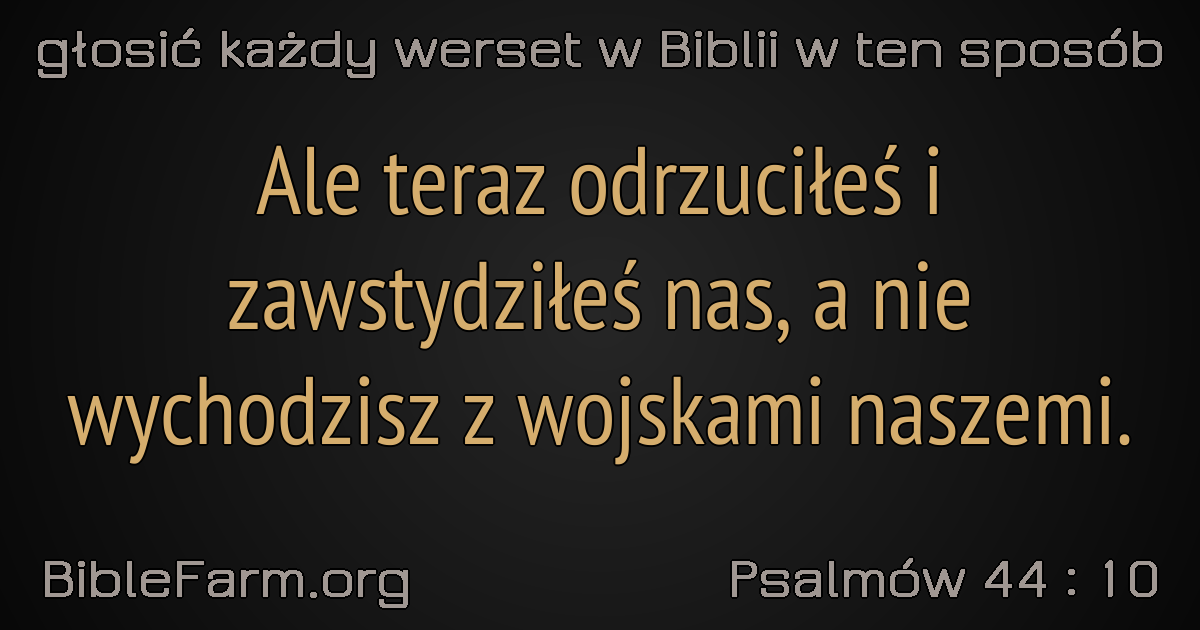 głosić każdy werset w Biblii w ten sposób
Ale teraz odrzuciłeś i
zawstydziłeś nas, a nie
wychodzisz z wojskami naszemi.
BibleFarm.org
Psalmów 44 : 10